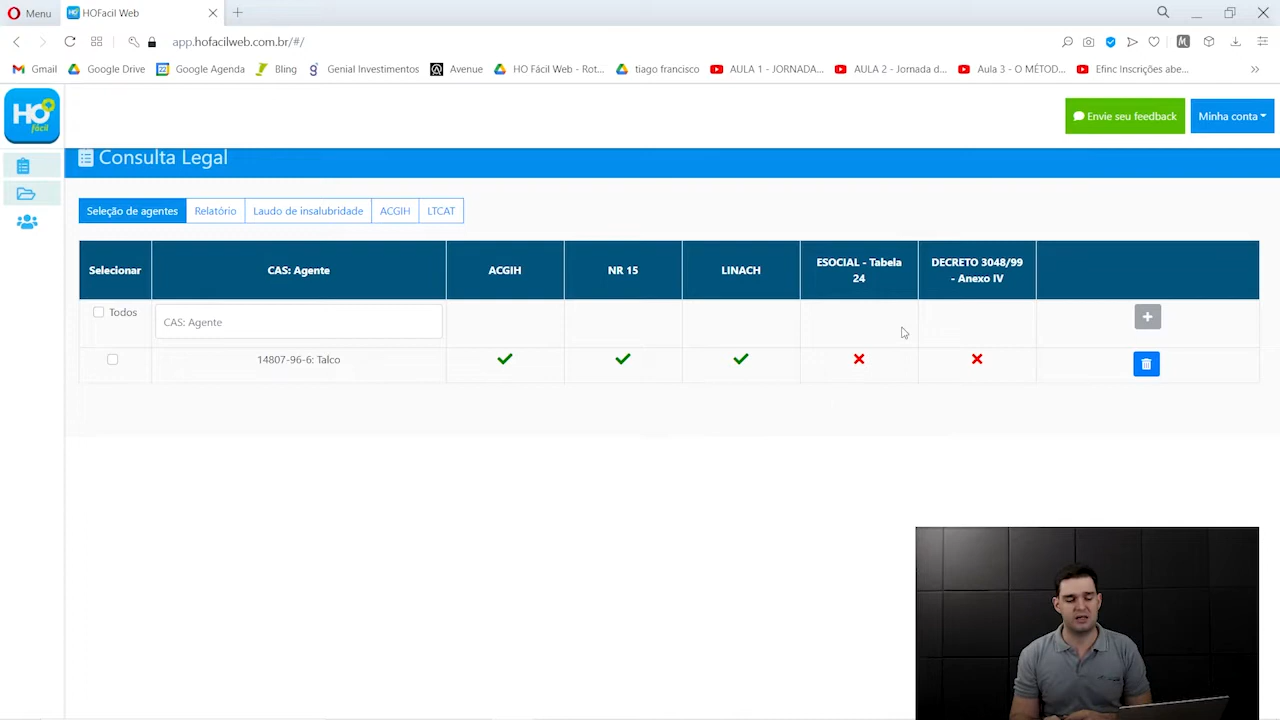 Menu
HOFacil Web
app.hofacilweb.com.br/#/
Gmail
Google Drive
Google Agenda
Bling
Genial Investimentos
Avenue
HO Fácil Web - Rot...
tiago francisco
AULA 1 - JORNADA...
AULA 2 - Jornada d...
Aula 3 - O MÉTOD...
Efinc Inscrições abe...
HO
fácil
Envie seu feedback
Minha conta
Consulta Legal
Seleção de agentes
Relatório
Laudo de insalubridade
ACGIH
LTCAT
Selecionar
CAS: Agente
ACGIH
NR 15
LINACH
ESOCIAL - Tabela
24
DECRETO 3048/99
- Anexo IV
Todos
CAS: Agente
14807-96-6: Talco